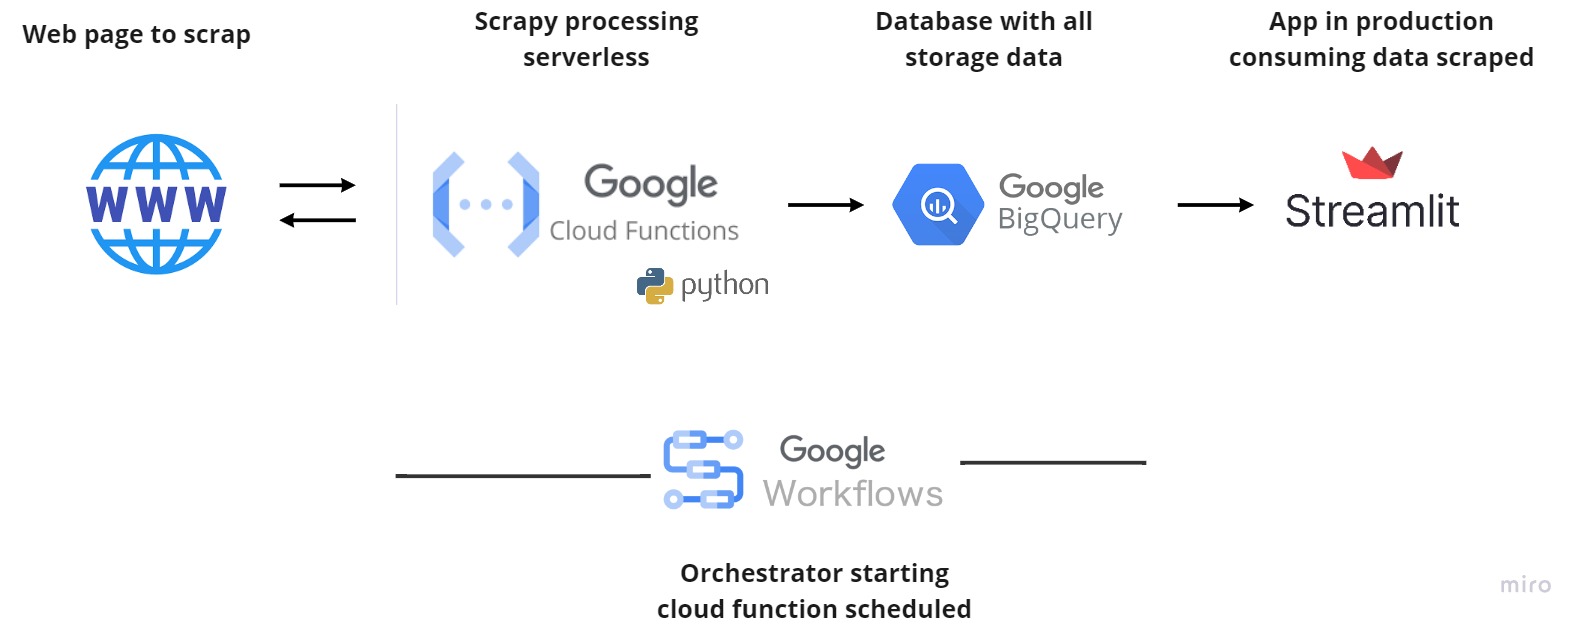 Web page to scrap
Scrapy processing
serverless
Database with all
storage data
App in production
consuming data scraped
WWW
Google
Cloud Functions
python
Google
BigQuery
Streamlit
Google
Workflows
Orchestrator starting
cloud function scheduled
miro